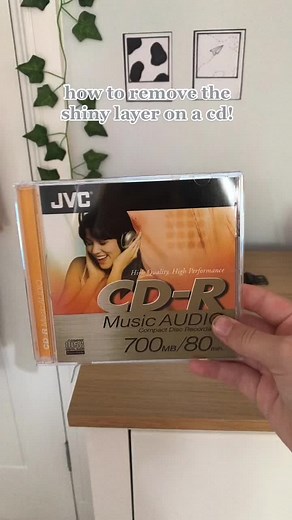 how to remove the
shiny layer on a cd!
JVC
High Quality High Performance
CD-R
Music AUDIO
Compact Disc Recordable
700MB/80
CD-R